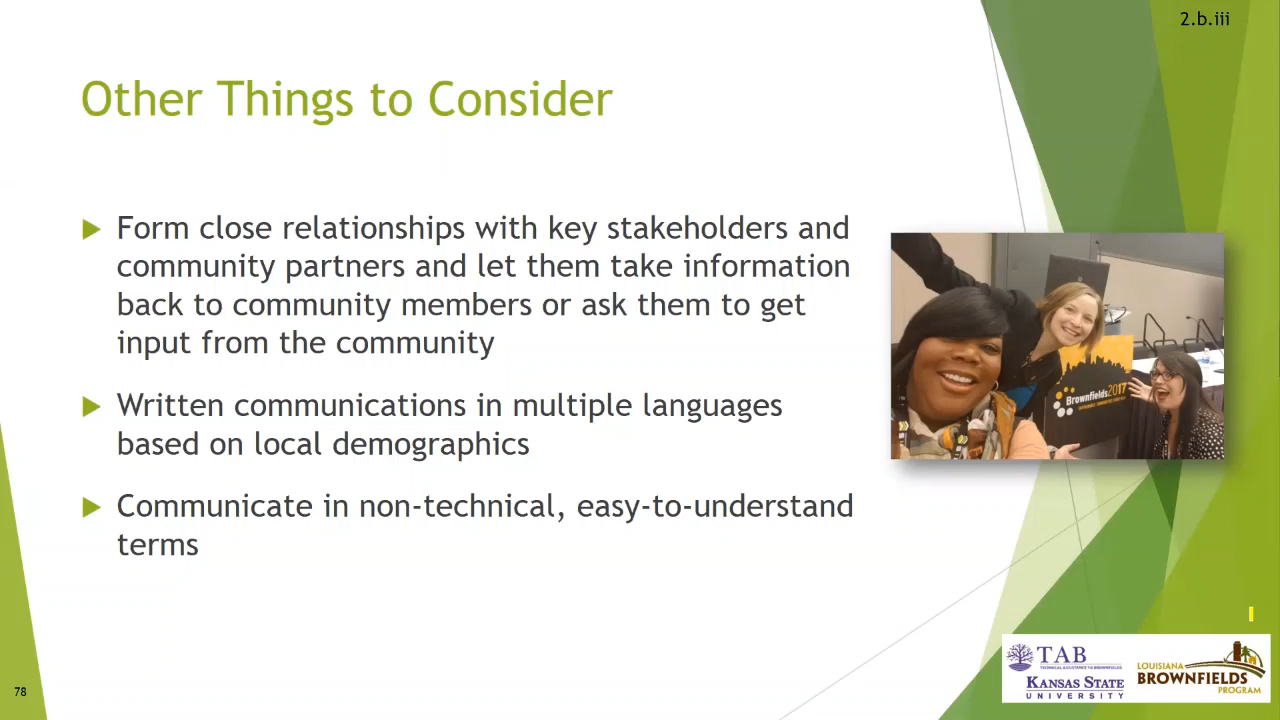 2.b.iii
Other Things to Consider
Form close relationships with key stakeholders and
community partners and let them take information
back to community members or ask them to get
input from the community
Written communications in multiple languages
based on local demographics
Communicate in non-technical, easy-to-understand
terms
Brownfields2017
78
TAB
TECHNICAL ASSISTANCE TO BROWNFIELDS
KANSAS STATE
UNIVERSITY
LOUISIANA
BROWNFIELDS
PROGRAM